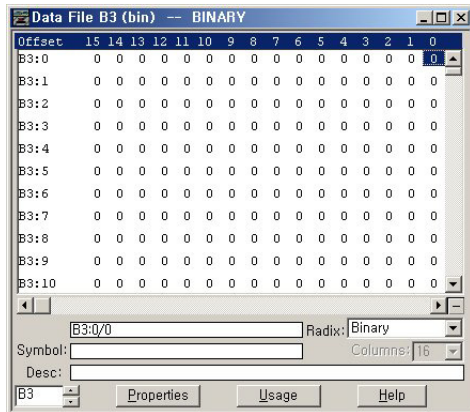 Data File B3 (bin) -- BINARY
Offset 15 14 13 12 11 10 9 8 7 6 5 4 3 2 1 0
B3:0 0 0 0 0 0 0 0 0 0 0 0 0 0 0 0 0
B3:1 0 0 0 0 0 0 0 0 0 0 0 0 0 0 0 0
B3:2 0 0 0 0 0 0 0 0 0 0 0 0 0 0 0 0
B3:3 0 0 0 0 0 0 0 0 0 0 0 0 0 0 0 0
B3:4 0 0 0 0 0 0 0 0 0 0 0 0 0 0 0 0
B3:5 0 0 0 0 0 0 0 0 0 0 0 0 0 0 0 0
B3:6 0 0 0 0 0 0 0 0 0 0 0 0 0 0 0 0
B3:7 0 0 0 0 0 0 0 0 0 0 0 0 0 0 0 0
B3:8 0 0 0 0 0 0 0 0 0 0 0 0 0 0 0 0
B3:9 0 0 0 0 0 0 0 0 0 0 0 0 0 0 0 0
B3:10 0 0 0 0 0 0 0 0 0 0 0 0 0 0 0 0
B3:0/0 Radix: Binary
Symbol: Columns: 16
Desc:
B3 Properties Usage Help